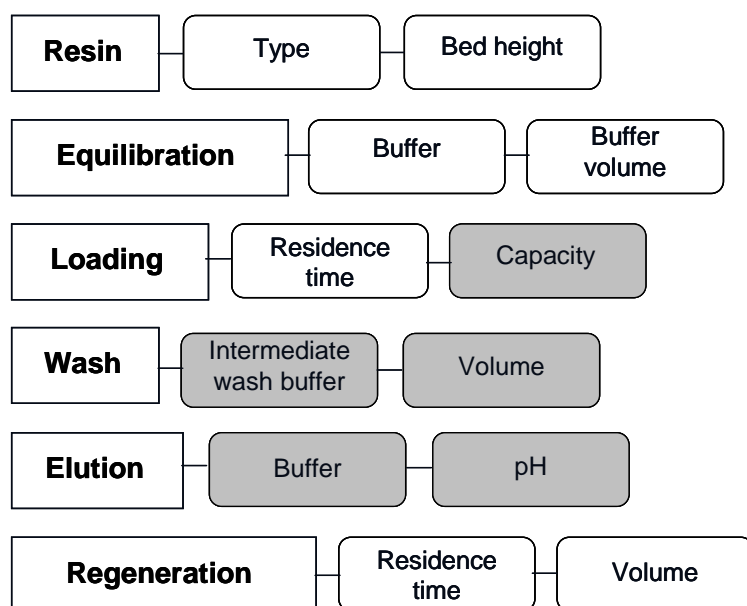 Resin
Type
Bed height
Equilibration
Buffer
Buffer
volume
Loading
Residence
time
Capacity
Wash
Intermediate
wash buffer
Volume
Elution
Buffer
pH
Regeneration
Residence
time
Volume